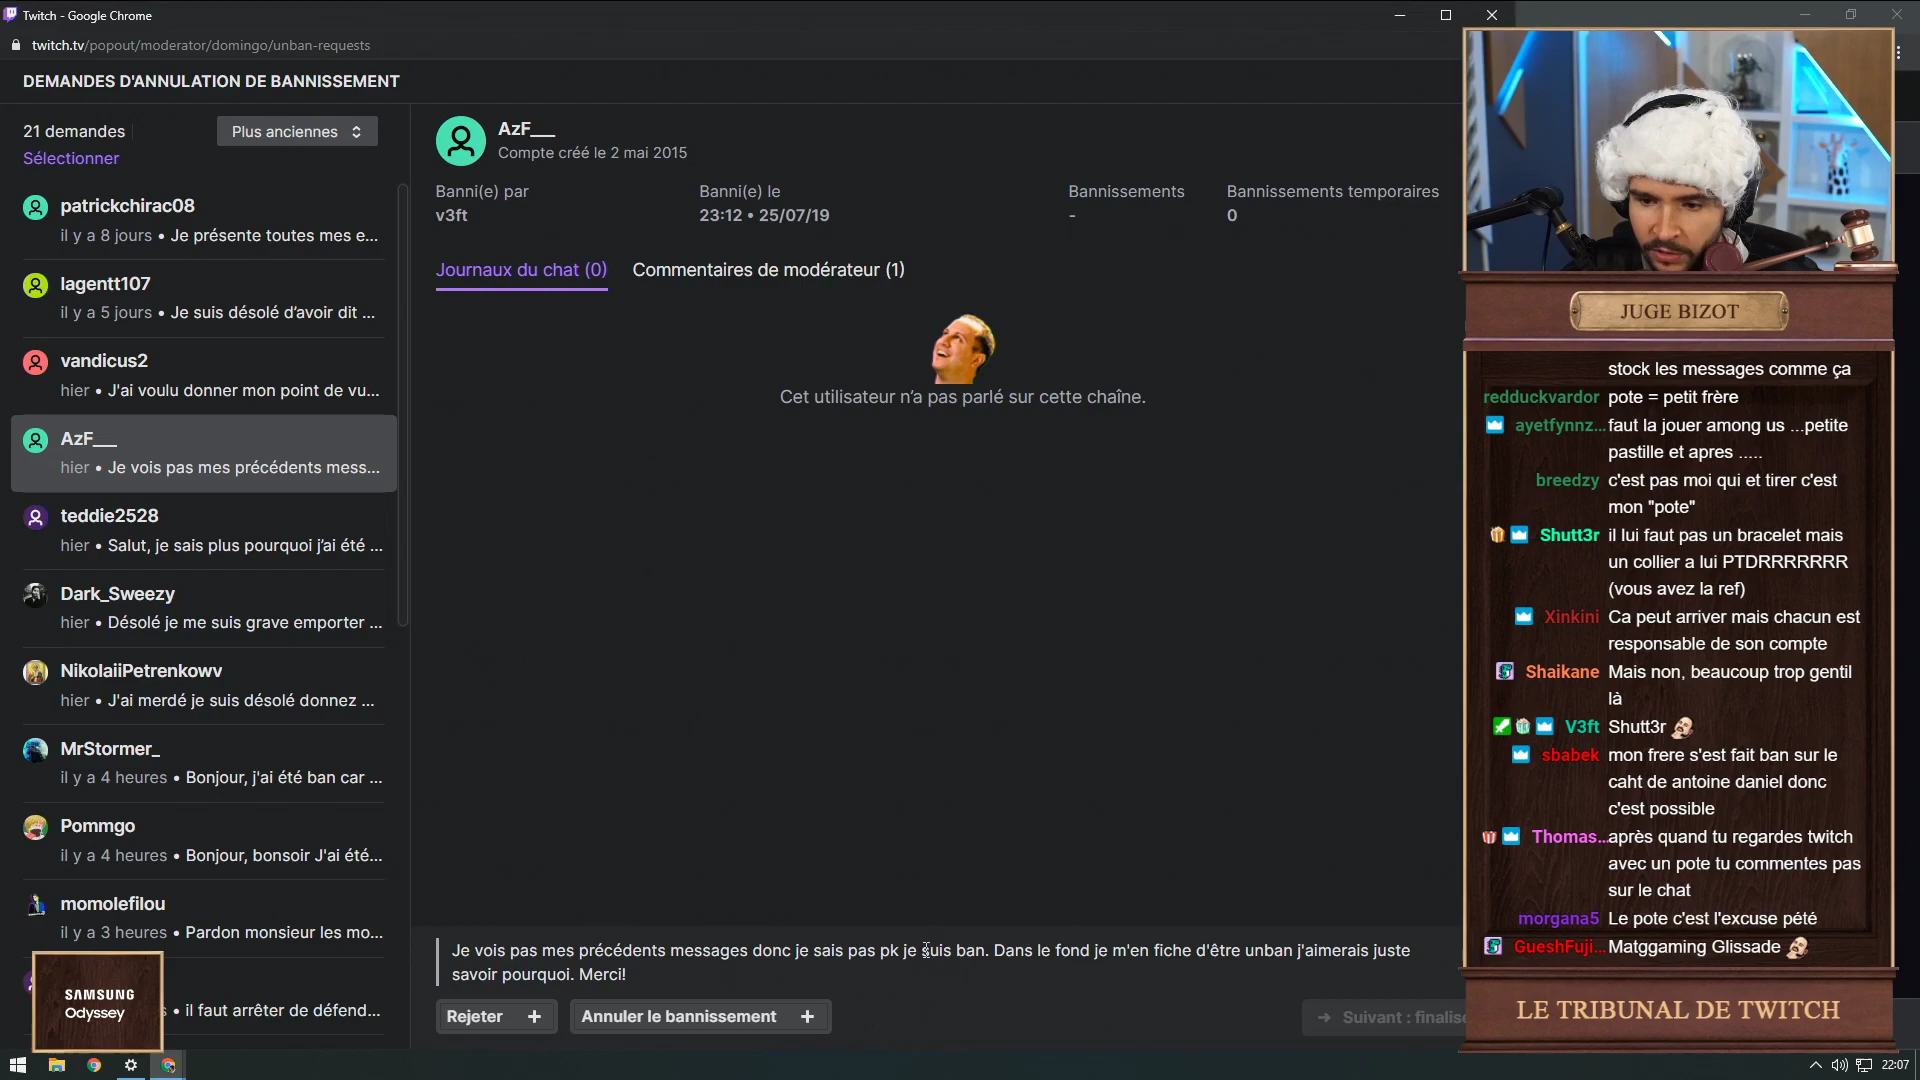 Twitch - Google Chrome
twitch.tv/popout/moderator/domingo/unban-requests
DEMANDES D'ANNULATION DE BANNISSEMENT
21 demandes
Plus anciennes
Sélectionner
patrickchirac08
il y a 8 jours • Je présente toutes mes e...
lagentt107
il y a 5 jours • Je suis désolé d'avoir dit ...
vandicus2
hier • J'ai voulu donner mon point de vu...
AzF___
hier • Je vois pas mes précédents mess...
teddie2528
hier • Salut, je sais plus pourquoi j'ai été ...
Dark_Sweezy
hier • Désolé je me suis grave emporter ...
NikolaiiPetrenkowv
hier • J'ai merdé je suis désolé donnez ...
MrStormer_
il y a 4 heures • Bonjour, j'ai été ban car ...
Pommgo
il y a 4 heures • Bonjour, bonsoir J'ai été...
momolefilou
il y a 3 heures • Pardon monsieur les mo...
• il faut arrêter de défend...
SAMSUNG
Odyssey
AzF___
Compte créé le 2 mai 2015
Banni(e) par
v3ft
Banni(e) le
23:12 • 25/07/19
Bannissements
-
Bannissements temporaires
0
Journaux du chat (0)
Commentaires de modérateur (1)
Cet utilisateur n'a pas parlé sur cette chaîne.
Je vois pas mes précédents messages donc je sais pas pk je suis ban. Dans le fond je m'en fiche d'être unban j'aimerais juste
savoir pourquoi. Merci!
Rejeter +
Annuler le bannissement +
→ Suivant : finalise
JUGE BIZOT
stock les messages comme ça
redduckvardor pote = petit frère
ayetfynnz... faut la jouer among us ...petite
pastille et apres .....
breedzy c'est pas moi qui et tirer c'est
mon "pote"
Shutt3r il lui faut pas un bracelet mais
un collier a lui PTDRRRRRRR
(vous avez la ref)
Xinkini Ca peut arriver mais chacun est
responsable de son compte
Shaikane Mais non, beaucoup trop gentil
là
V3ft Shutt3r
sbabek mon frere s'est fait ban sur le
caht de antoine daniel donc
c'est possible
Thomas... après quand tu regardes twitch
avec un pote tu commentes pas
sur le chat
morgana5 Le pote c'est l'excuse pété
GueshFuji... Matggaming Glissade
LE TRIBUNAL DE TWITCH
22:07